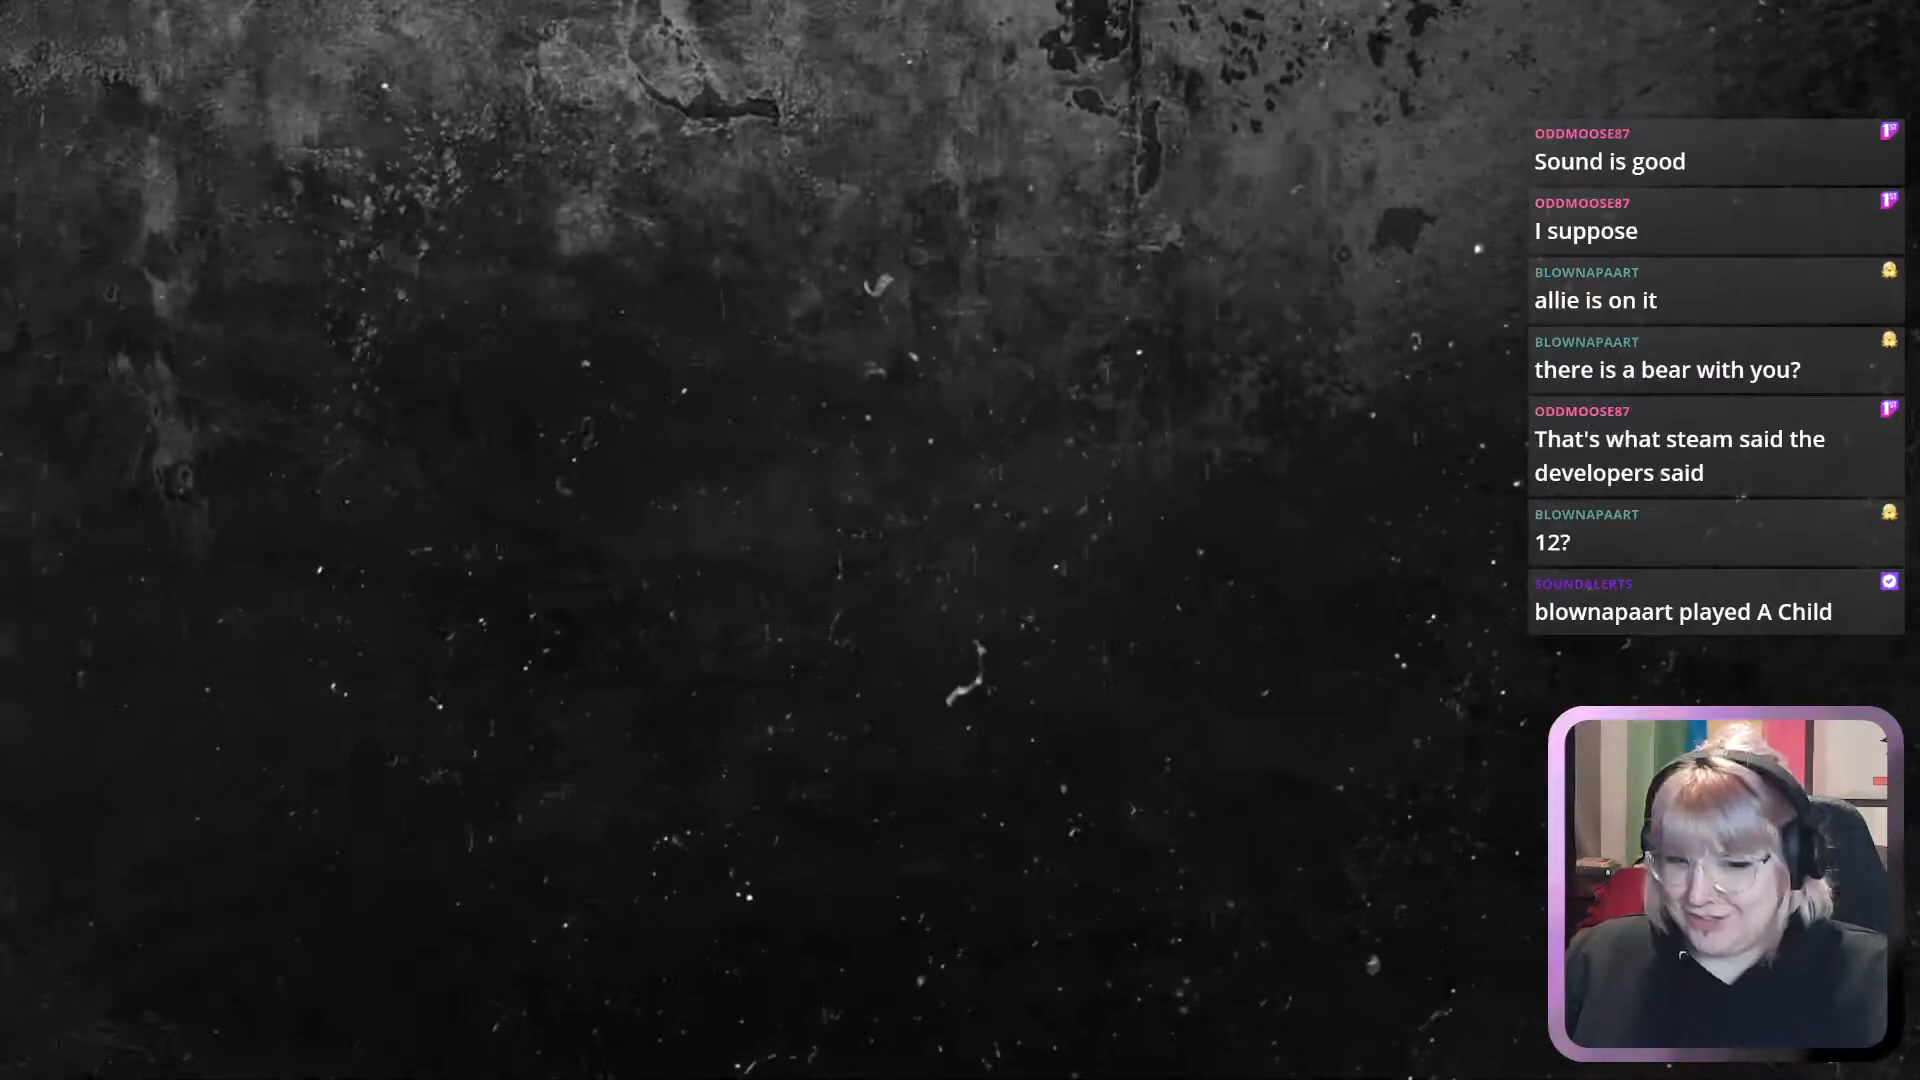 ODDMOOSE87
Sound is good
ODDMOOSE87
I suppose
BLOWNAPAART
allie is on it
BLOWNAPAART
there is a bear with you?
ODDMOOSE87
That's what steam said the
developers said
BLOWNAPAART
12?
SOUNDALERTS
blownapaart played A Child